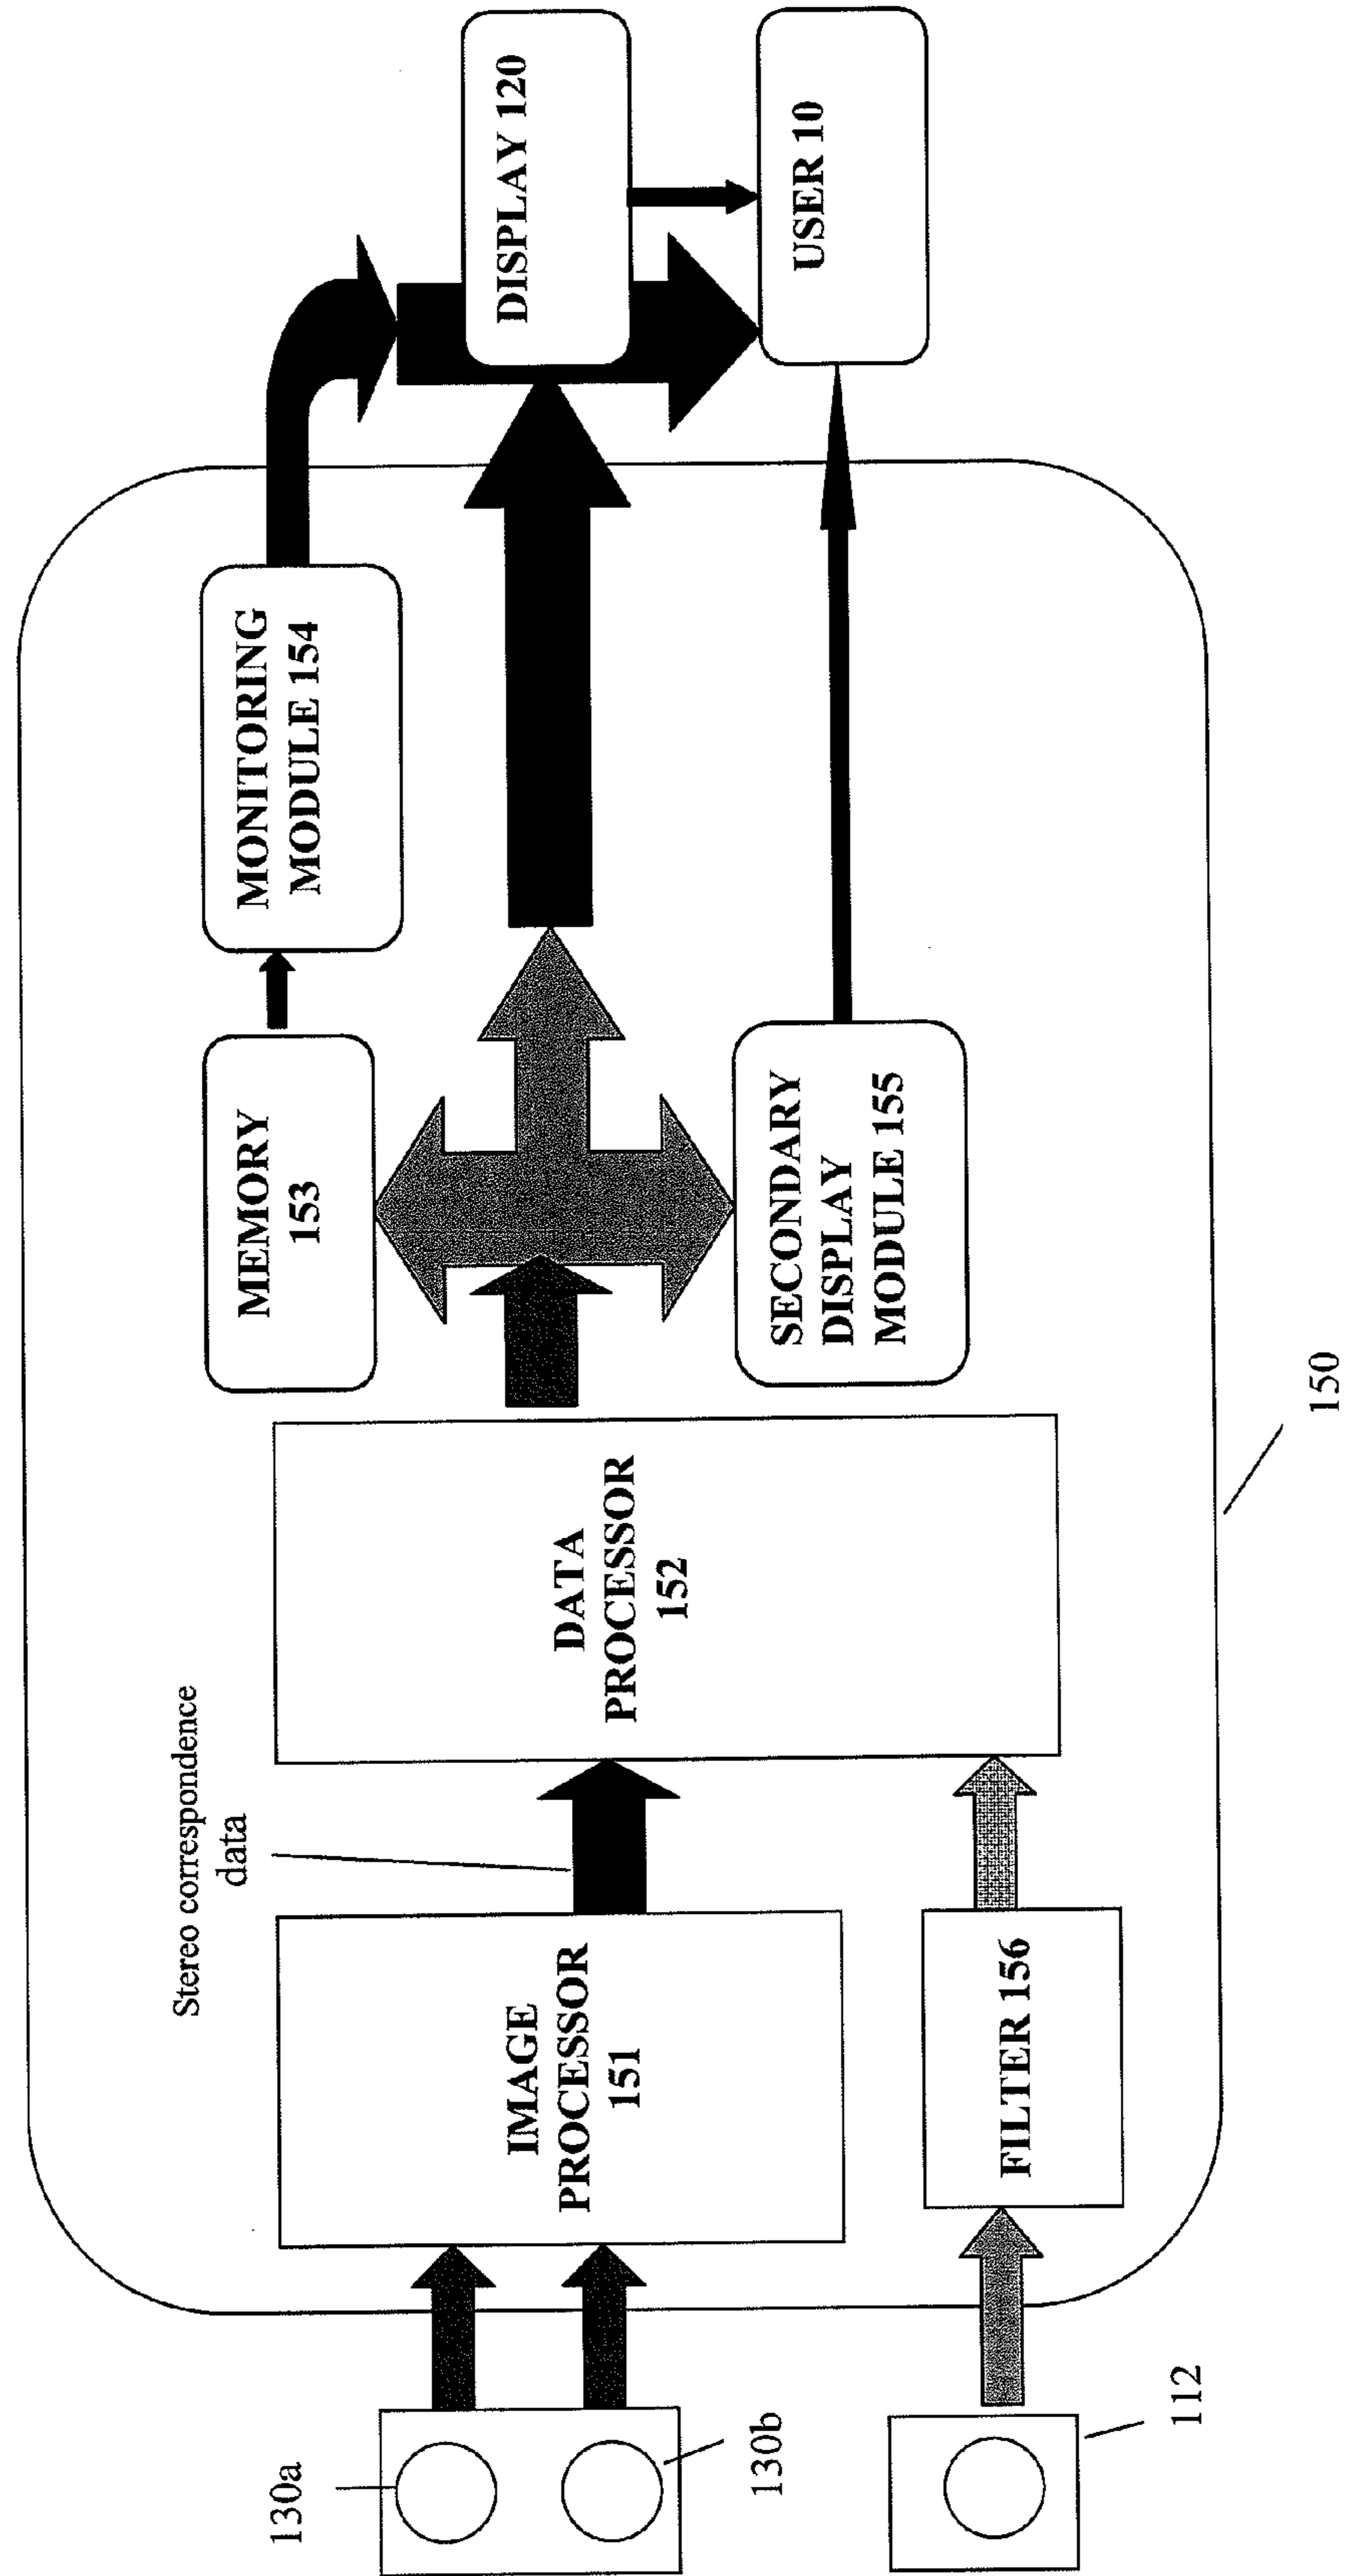 130a
130b
112
Stereo correspondence
data
IMAGE
PROCESSOR
151
FILTER 156
DATA
PROCESSOR
152
MEMORY
153
MONITORING
MODULE 154
SECONDARY
DISPLAY
MODULE 155
DISPLAY 120
USER 10
150